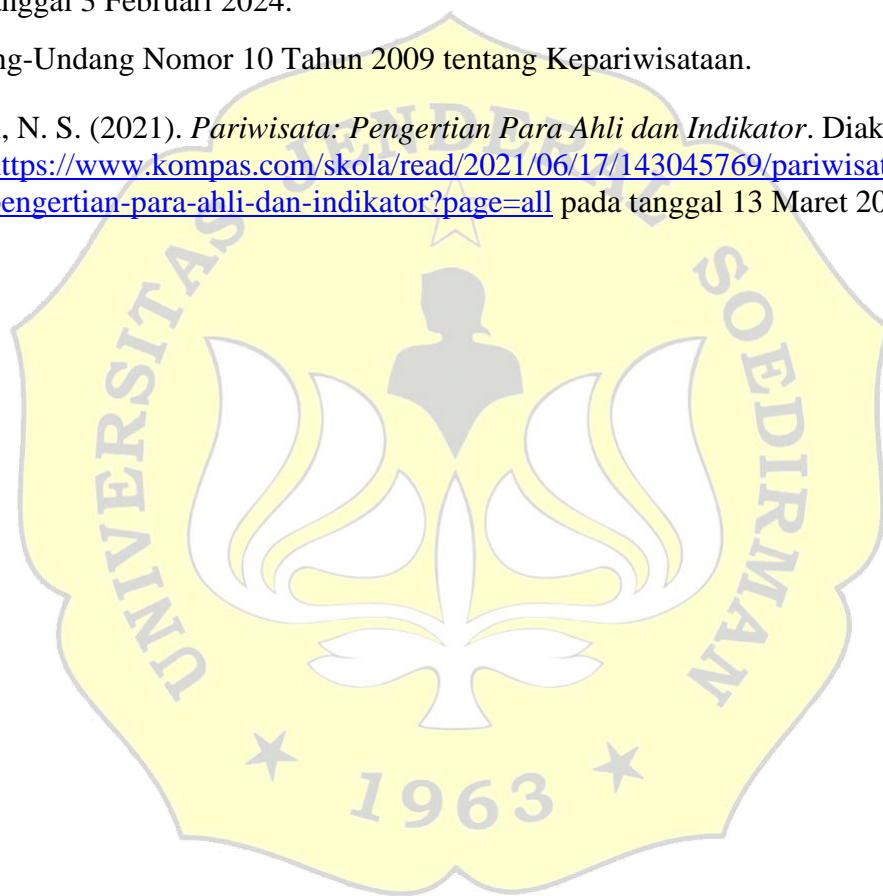 nggal 3 Februari 2024.
ng-Undang Nomor 10 Tahun 2009 tentang Kepariwisataan.
, N. S. (2021). Pariwisata: Pengertian Para Ahli dan Indikator. Diak
ttps://www.kompas.com/skola/read/2021/06/17/143045769/pariwisat
pengertian-para-ahli-dan-indikator?page=all pada tanggal 13 Maret 20
UNIVERSITAS JENDERAL SOEDIRMAN
1963